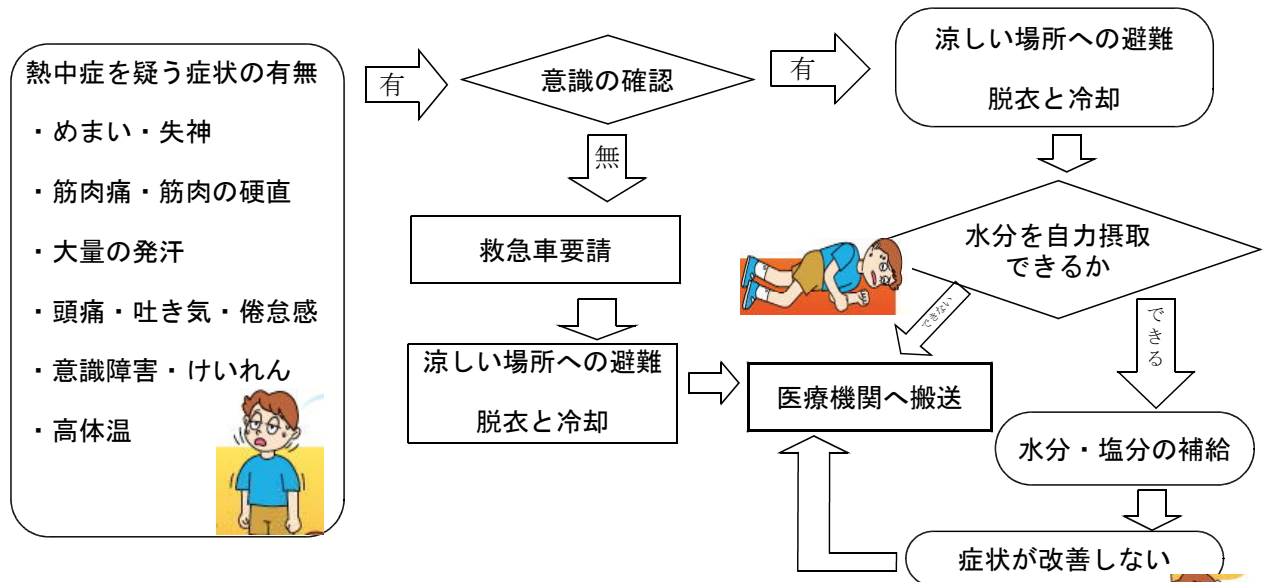 熱中症を疑う症状の有無
・めまい・失神
・筋肉痛・筋肉の硬直
・大量の発汗
・頭痛・吐き気・倦怠感
・意識障害・けいれん
・高体温
有
意識の確認
有
涼しい場所への避難
脱衣と冷却
無
救急車要請
涼しい場所への避難
脱衣と冷却
水分を自力摂取
できるか
できない
できる
医療機関へ搬送
水分・塩分の補給
症状が改善しない